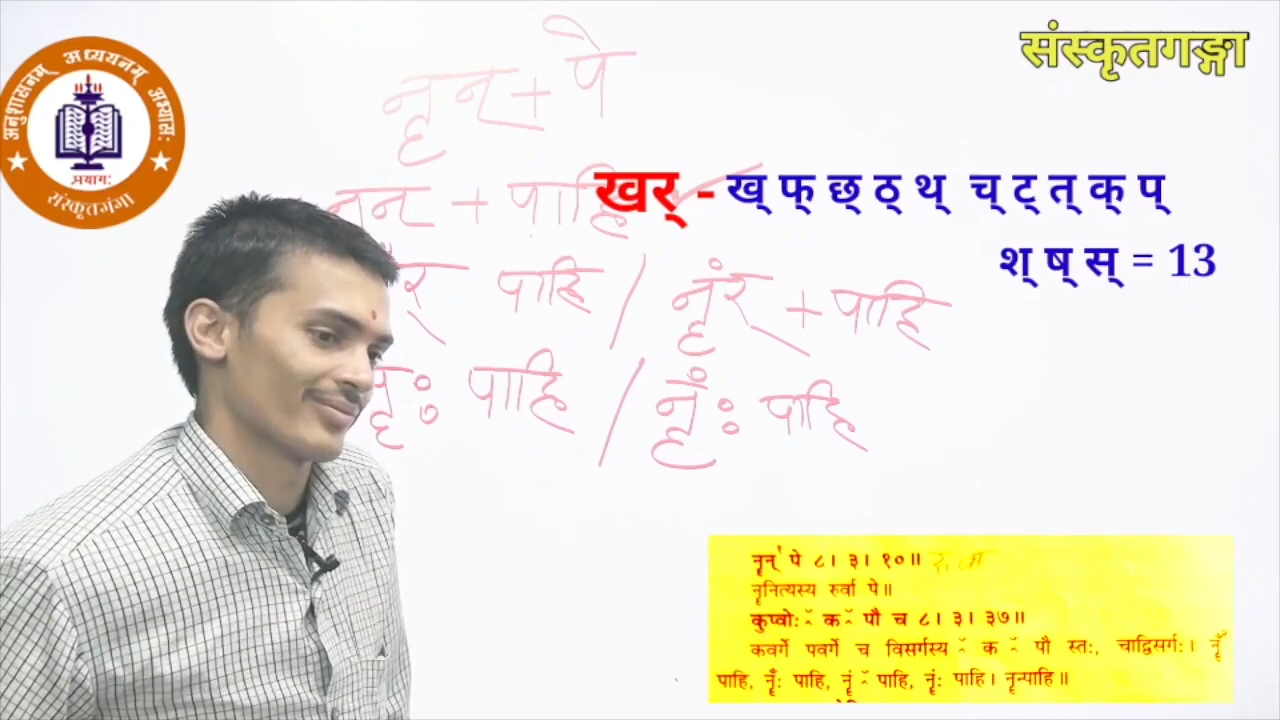 अनुशासनम् अध्ययनम् अभ्यासः
प्रयागः
संस्कृतगंगा
संस्कृतगङ्गा
नॄन् + पे
नॄन् + पाहि
पाहि / नॄंर् + पाहि
खर् - ख् फ् छ् ठ् थ् च् ट् त् क् प्
श् ष् स् = 13
पाहि / नॄँः पाहि
नॄन् पे ८। ३। १०॥
नॄनित्यस्य रुर्वा पे॥
कुप्वोः ᳲ क ᳲ पौ च ८। ३। ३७॥
कवर्गे पवर्गे च विसर्गस्य ᳲ क ᳲ पौ स्तः, चाद्विसर्गः। नॄँ ᳲ
पाहि, नॄँः पाहि, नॄं ᳲ पाहि, नॄंः पाहि। नॄन्पाहि॥